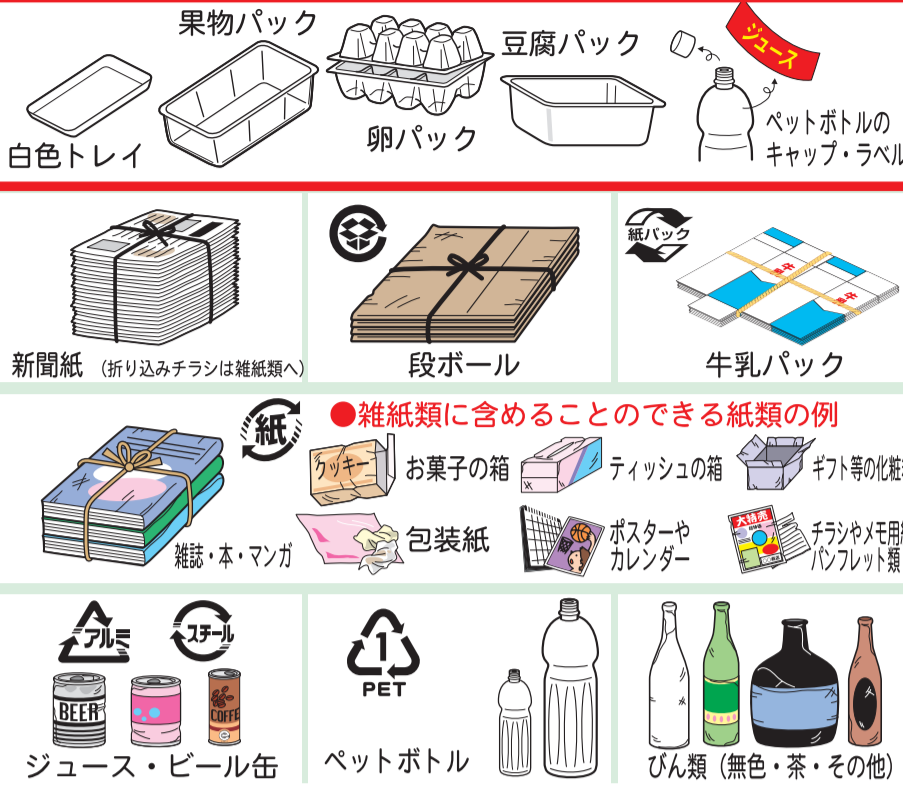 果物パック
豆腐パック
ジュース
白色トレイ
卵パック
ペットボトルの
キャップ・ラベル
紙パック
新聞紙 (折り込みチラシは雑紙類へ)
段ボール
牛乳パック
紙
●雑紙類に含めることのできる紙類の例
クッキー
お菓子の箱
ティッシュの箱
ギフト等の化粧
雑誌・本・マンガ
包装紙
ポスターや
カレンダー
大特売
チラシやメモ用紙
パンフレット類
アルミ
スチール
1
PET
BEER
COFFE
ジュース・ビール缶
ペットボトル
びん類(無色・茶・その他)